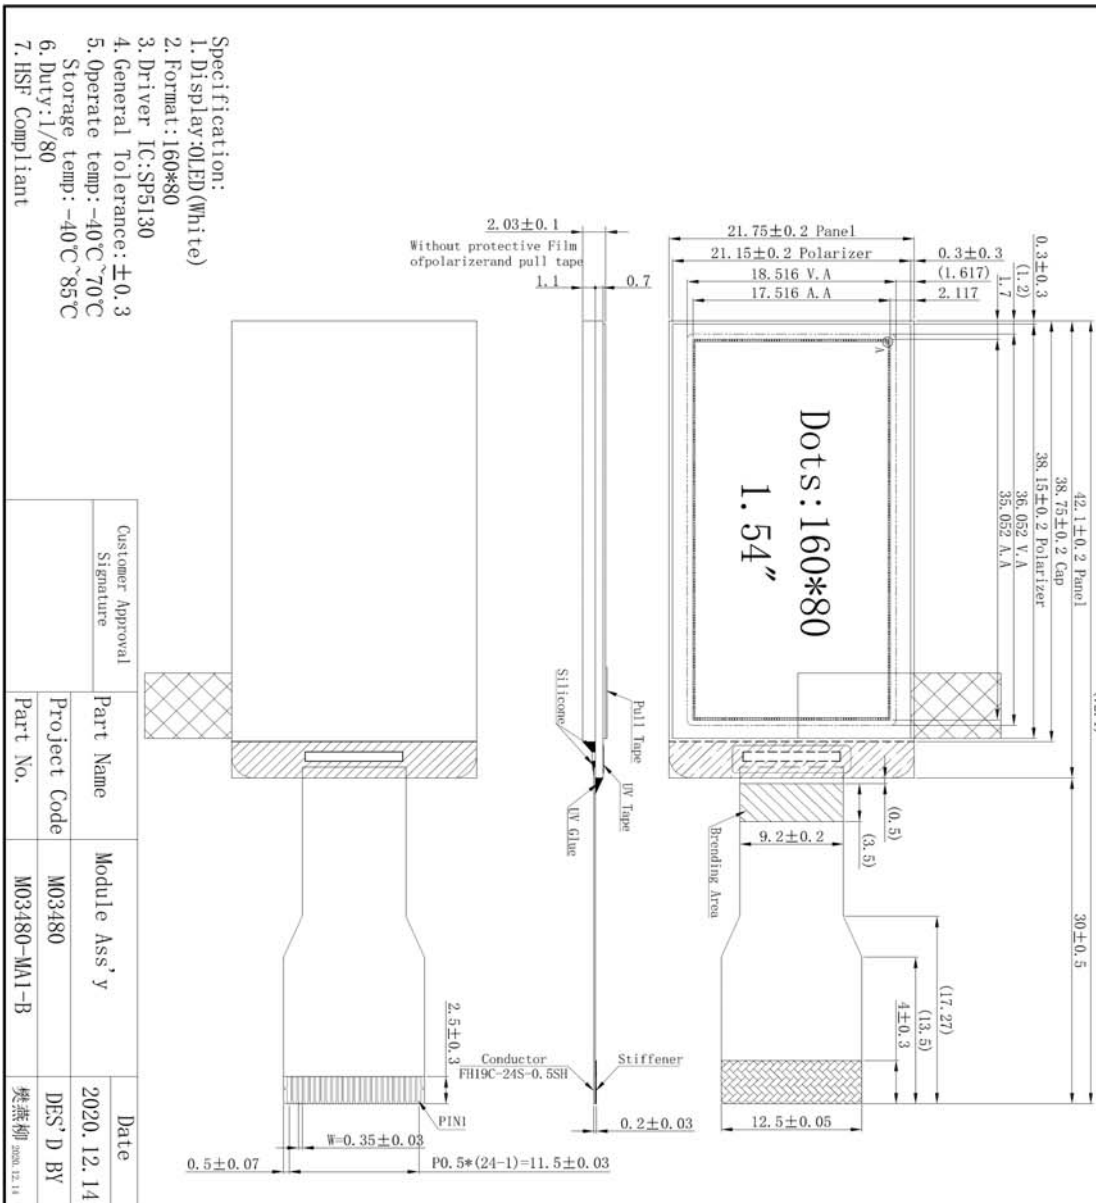 Specification:
1. Display:OLED(White)
2. Format:160*80
3. Driver IC:SP5130
4. General Tolerance:±0.3
5. Operate temp:-40℃~70℃
Storage temp:-40℃~85℃
6. Duty:1/80
7. HSF Compliant
2.03±0.1
Without protective Film
ofpolarizerand pull tape
1.1
0.7
21.75±0.2 Panel
21.15±0.2 Polarizer
18.516 V.A
17.516 A.A
0.3±0.3
(1.617)
2.117
0.3±0.3
(1.2)
1.7
A
Dots:160*80
1.54"
42.1±0.2 Panel
38.75±0.2 Cap
38.15±0.2 Polarizer
36.052 V.A
35.052 A.A
Silicone
Pull Tape
UV Tape
UV Glue
Brending Area
9.2±0.2
(0.5)
(3.5)
30±0.5
(17.27)
(13.5)
4±0.3
12.5±0.05
2.5±0.3
Conductor
FH19C-24S-0.5SH
Stiffener
0.2±0.03
PIN1
W=0.35±0.03
0.5±0.07
P0.5*(24-1)=11.5±0.03
Customer Approval
Signature
Part Name
Module Ass'y
Date
Project Code
M03480
2020.12.14
Part No.
M03480-MA1-B
DES'D BY
樊燕柳 2020.12.14